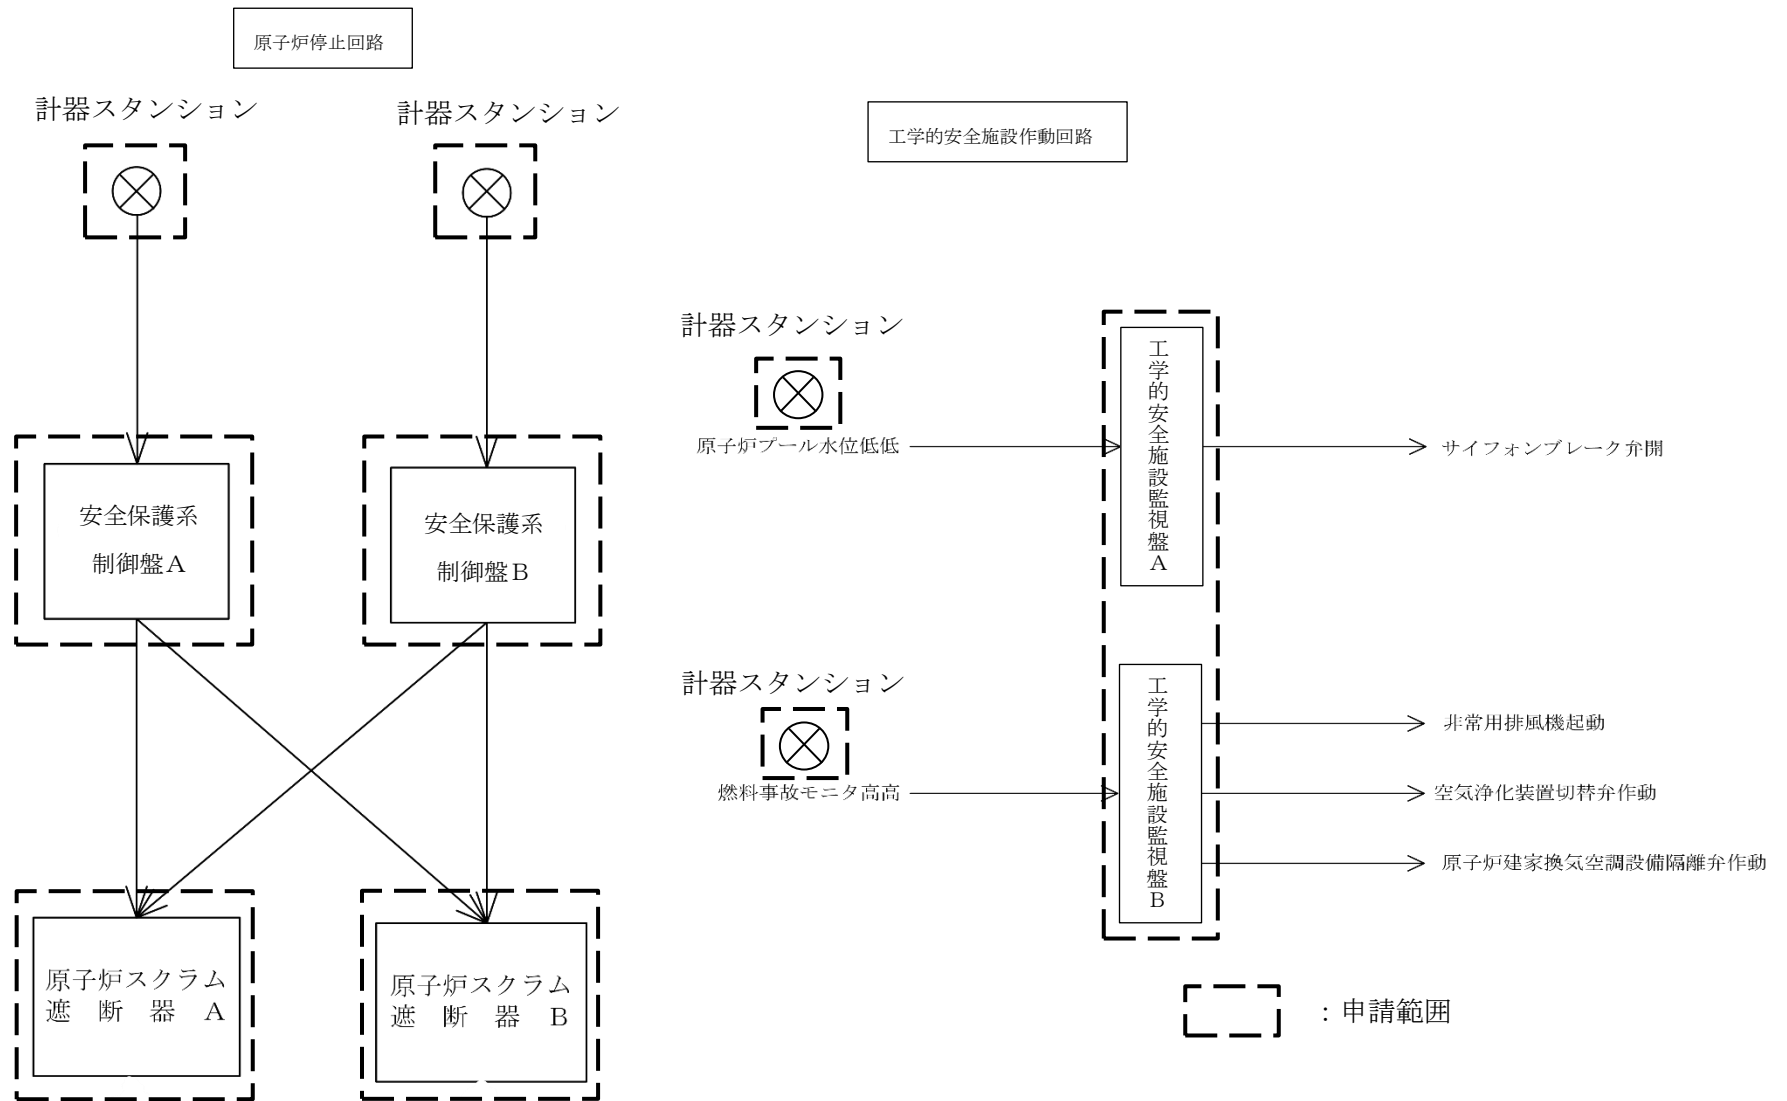 原子炉停止回路
計器スタンション
計器スタンション
安全保護系
制御盤A
安全保護系
制御盤B
原子炉スクラム
遮断器A
原子炉スクラム
遮断器B
工学的安全施設作動回路
計器スタンション
原子炉プール水位低低
工学的安全施設監視盤A
サイフォンブレーク弁開
計器スタンション
燃料事故モニタ高高
工学的安全施設監視盤B
非常用排風機起動
空気浄化装置切替弁作動
原子炉建家換気空調設備隔離弁作動
：申請範囲